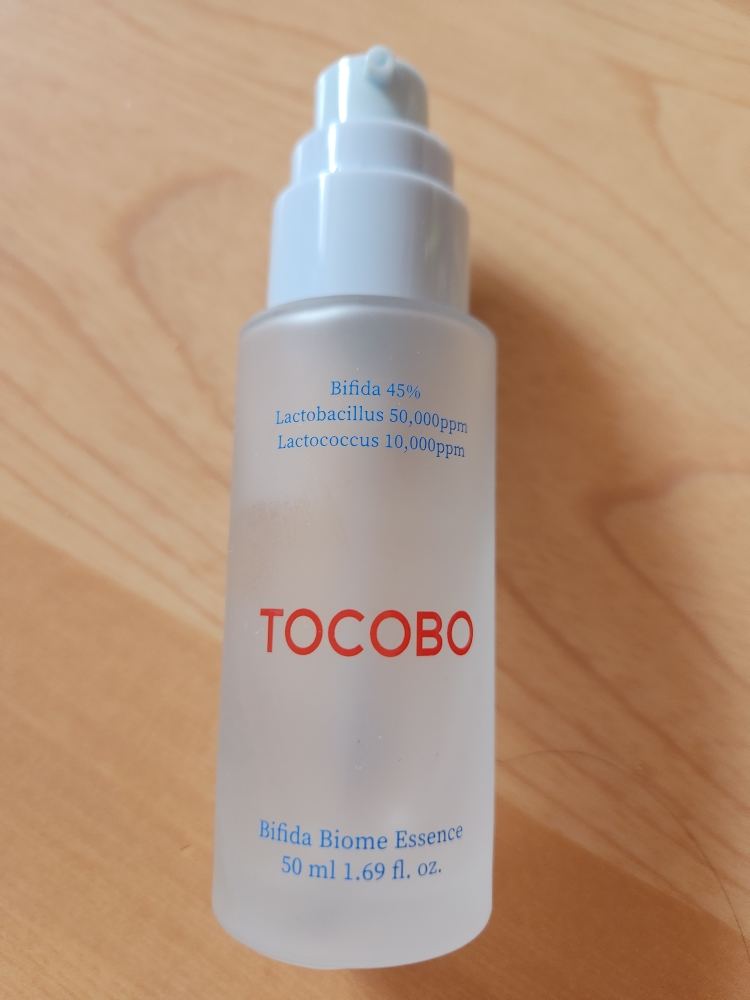 Bifida 45%
Lactobacillus 50,000ppm
Lactococcus 10,000ppm
TOCOBO
Bifida Biome Essence
50 ml 1.69 fl. oz.